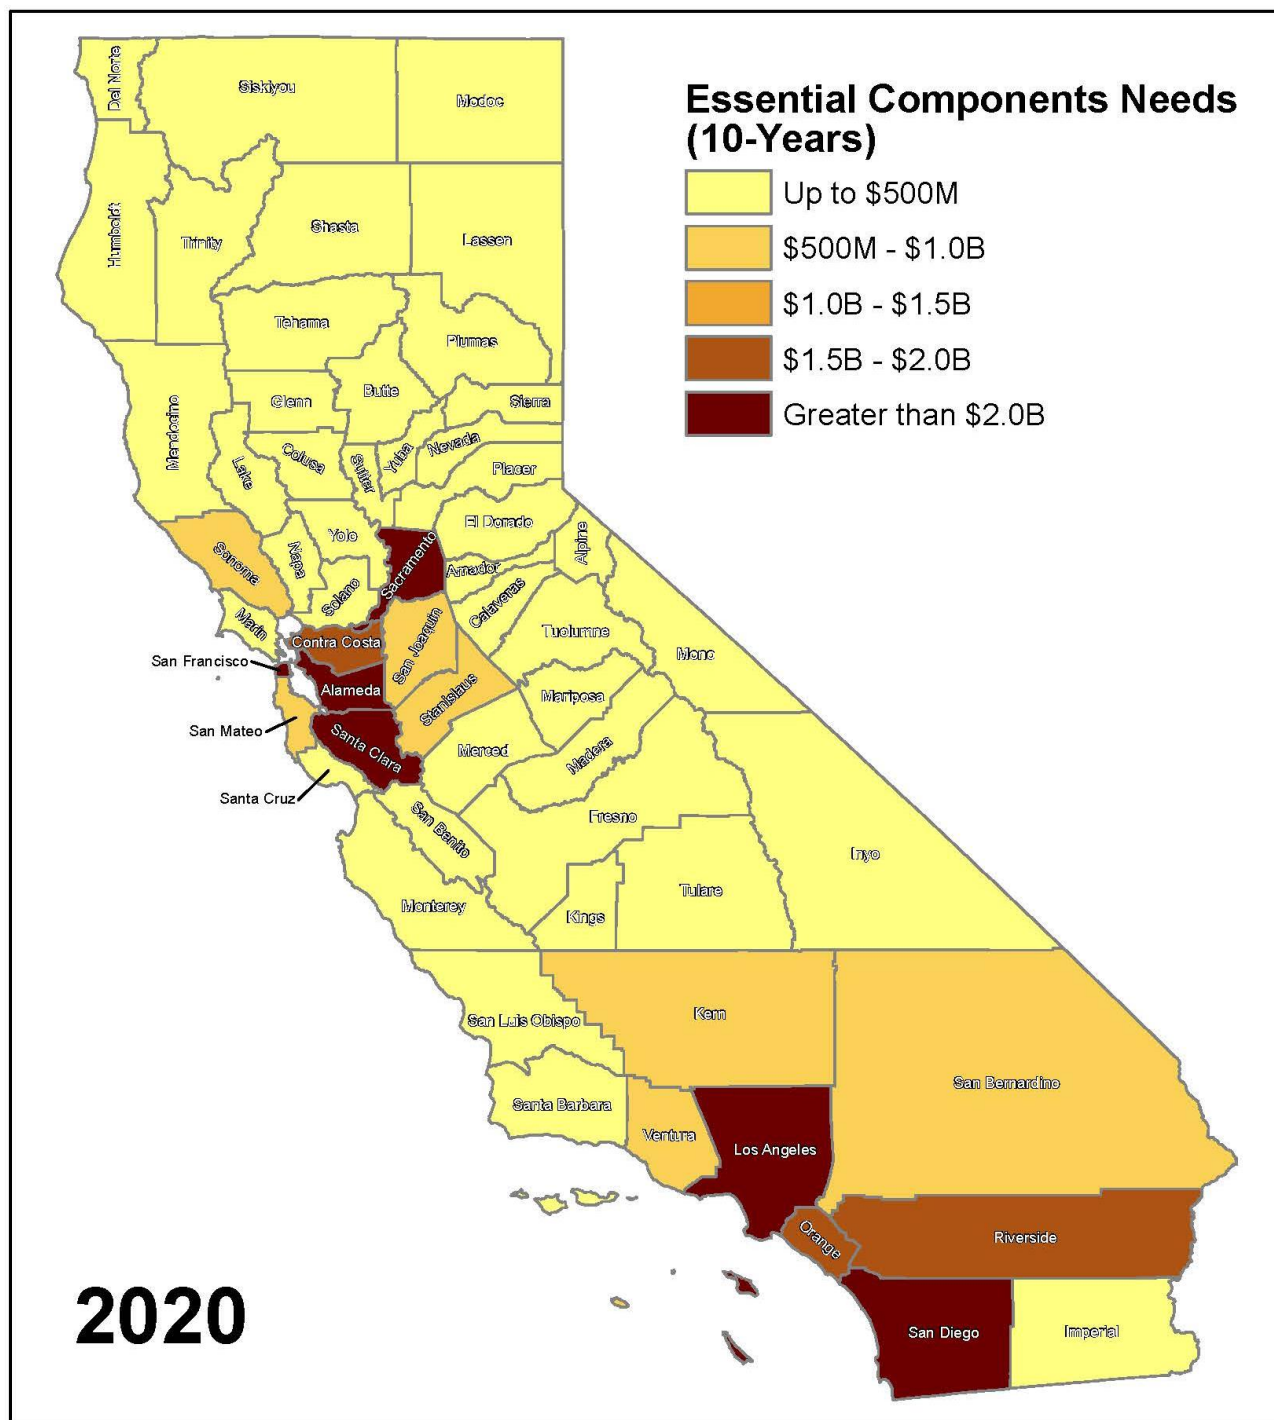 Essential Components Needs
(10-Years)
Up to $500M
$500M - $1.0B
$1.0B - $1.5B
$1.5B - $2.0B
Greater than $2.0B
Del Norte
Siskiyou
Modoc
Humboldt
Trinity
Shasta
Lassen
Tehama
Plumas
Mendocino
Glenn
Butte
Sierra
Lake
Colusa
Sutter
Yuba
Nevada
Placer
El Dorado
Sonoma
Napa
Yolo
Sacramento
Alpine
Amador
Solano
Calaveras
Marin
Contra Costa
San Joaquin
Tuolumne
Mono
San Francisco
Alameda
Stanislaus
Mariposa
San Mateo
Santa Clara
Merced
Madera
Santa Cruz
San Benito
Fresno
Inyo
Monterey
Kings
Tulare
San Luis Obispo
Kern
San Bernardino
Santa Barbara
Ventura
Los Angeles
Orange
Riverside
San Diego
Imperial
2020